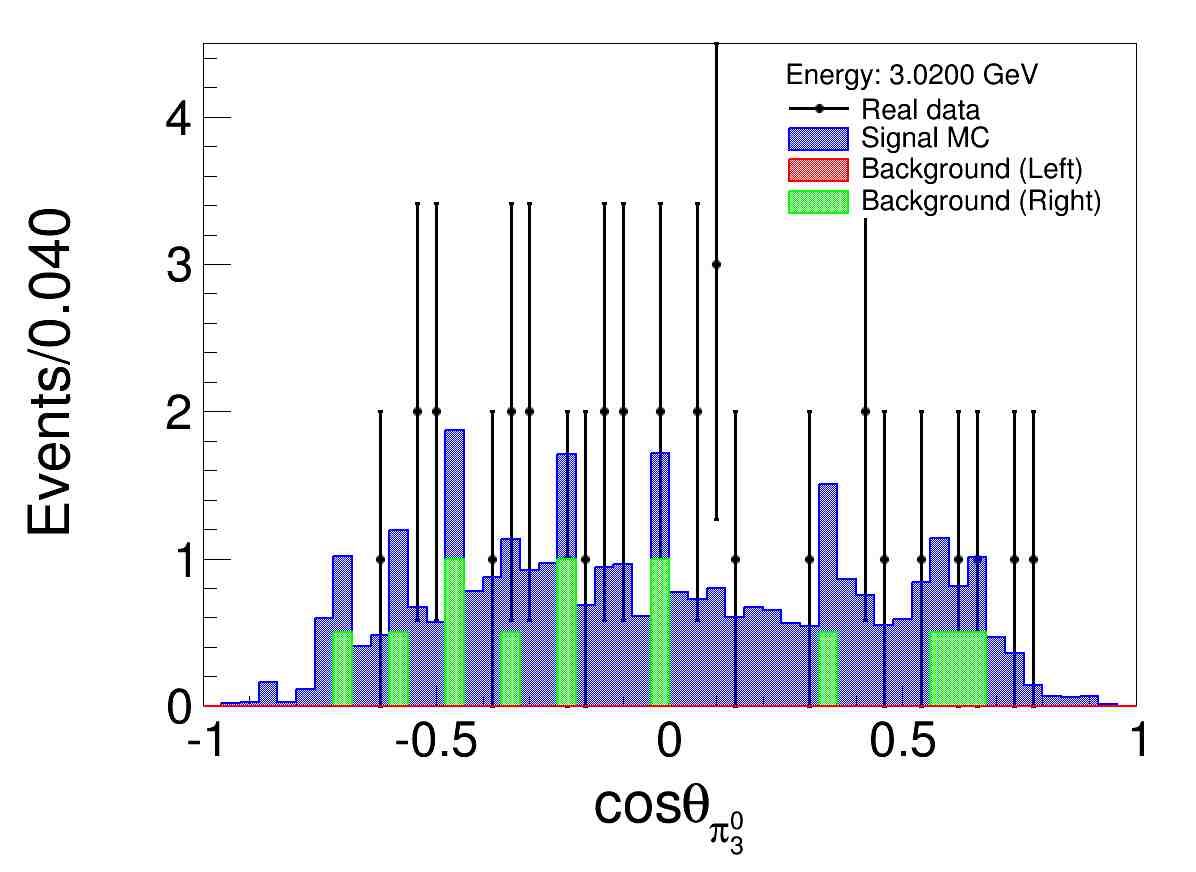 Energy: 3.0200 GeV
Real data
Signal MC
Background (Left)
Background (Right)
Events/0.040
4
3
2
1
0
-1 -0.5 0 0.5 1
cosθπ⁰₃